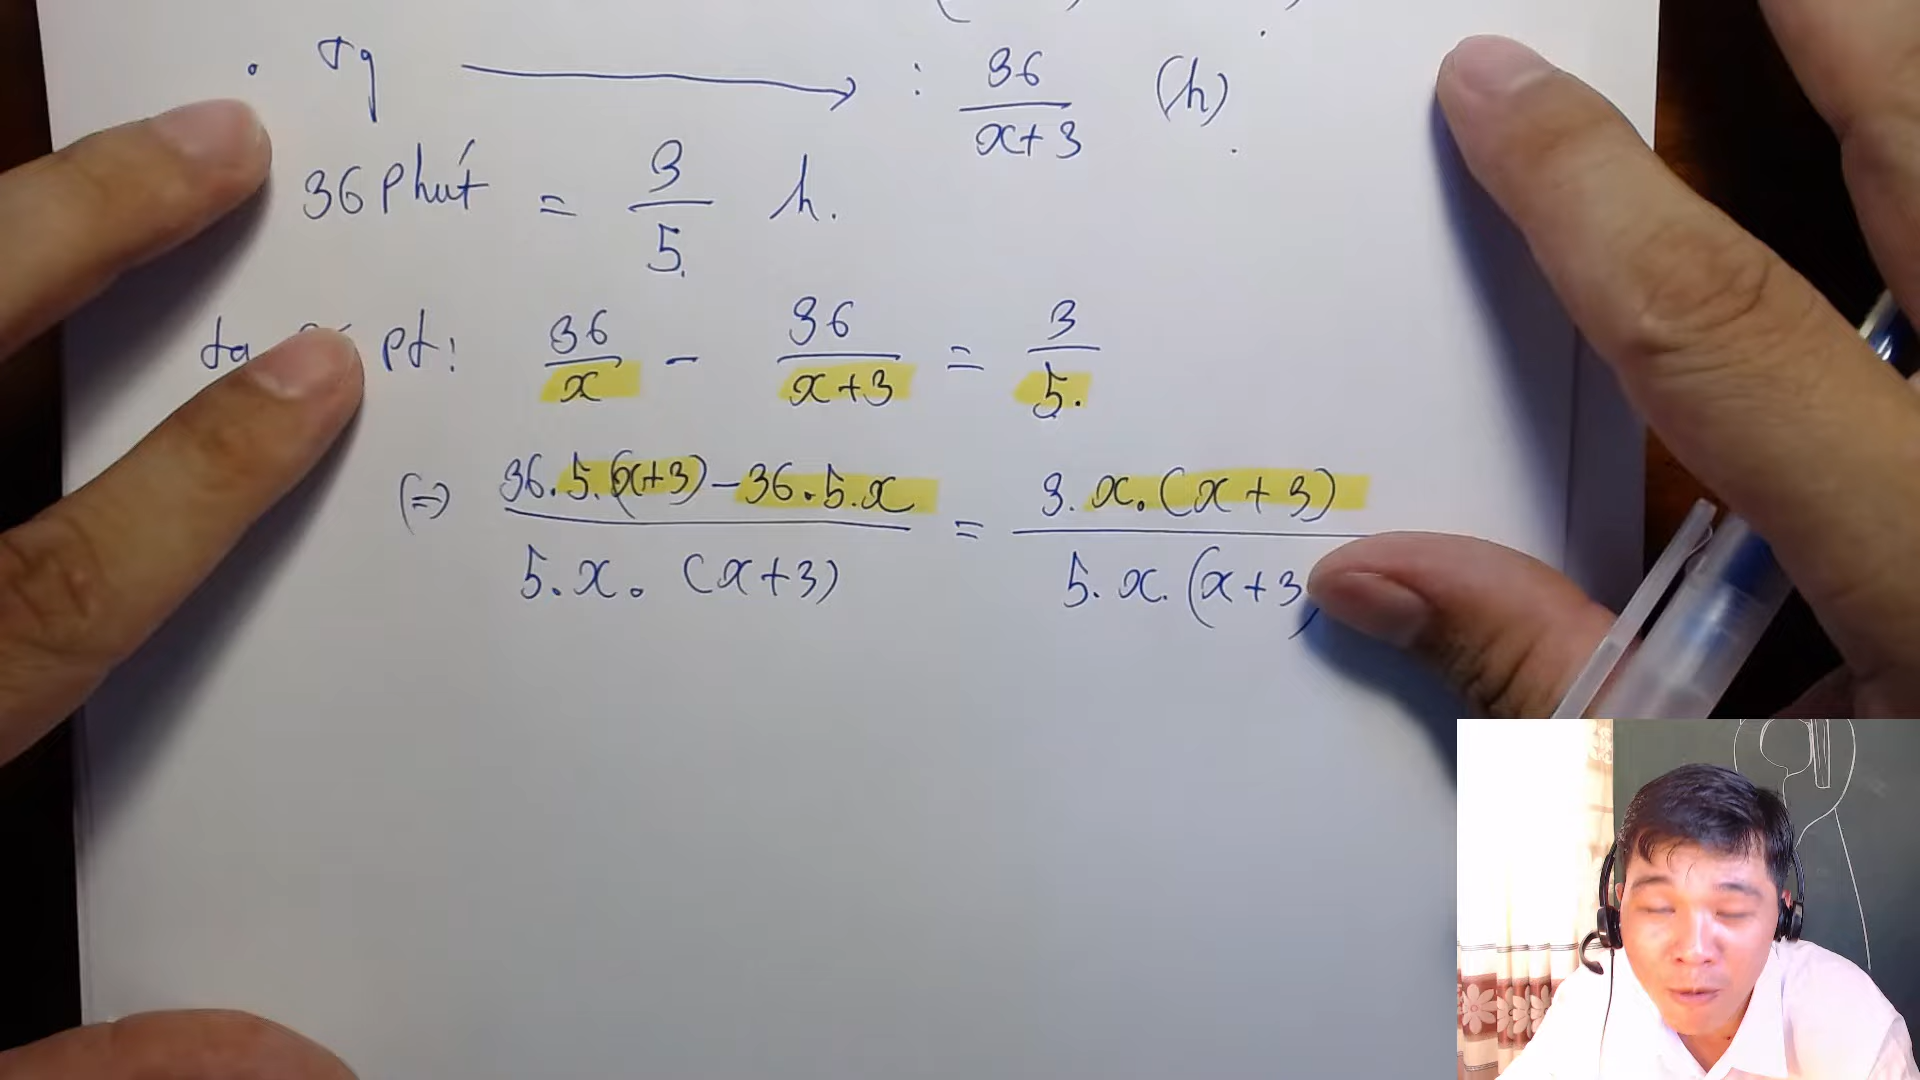 . Tg ⟶ : 36/(x+3) (h).
36 Phút = 3/5 h.
ta pt: 36/x - 36/(x+3) = 3/5.
(=) (36.5.(x+3) - 36.5.x)/(5.x.(x+3)) = (3.x.(x+3))/(5.x.(x+3